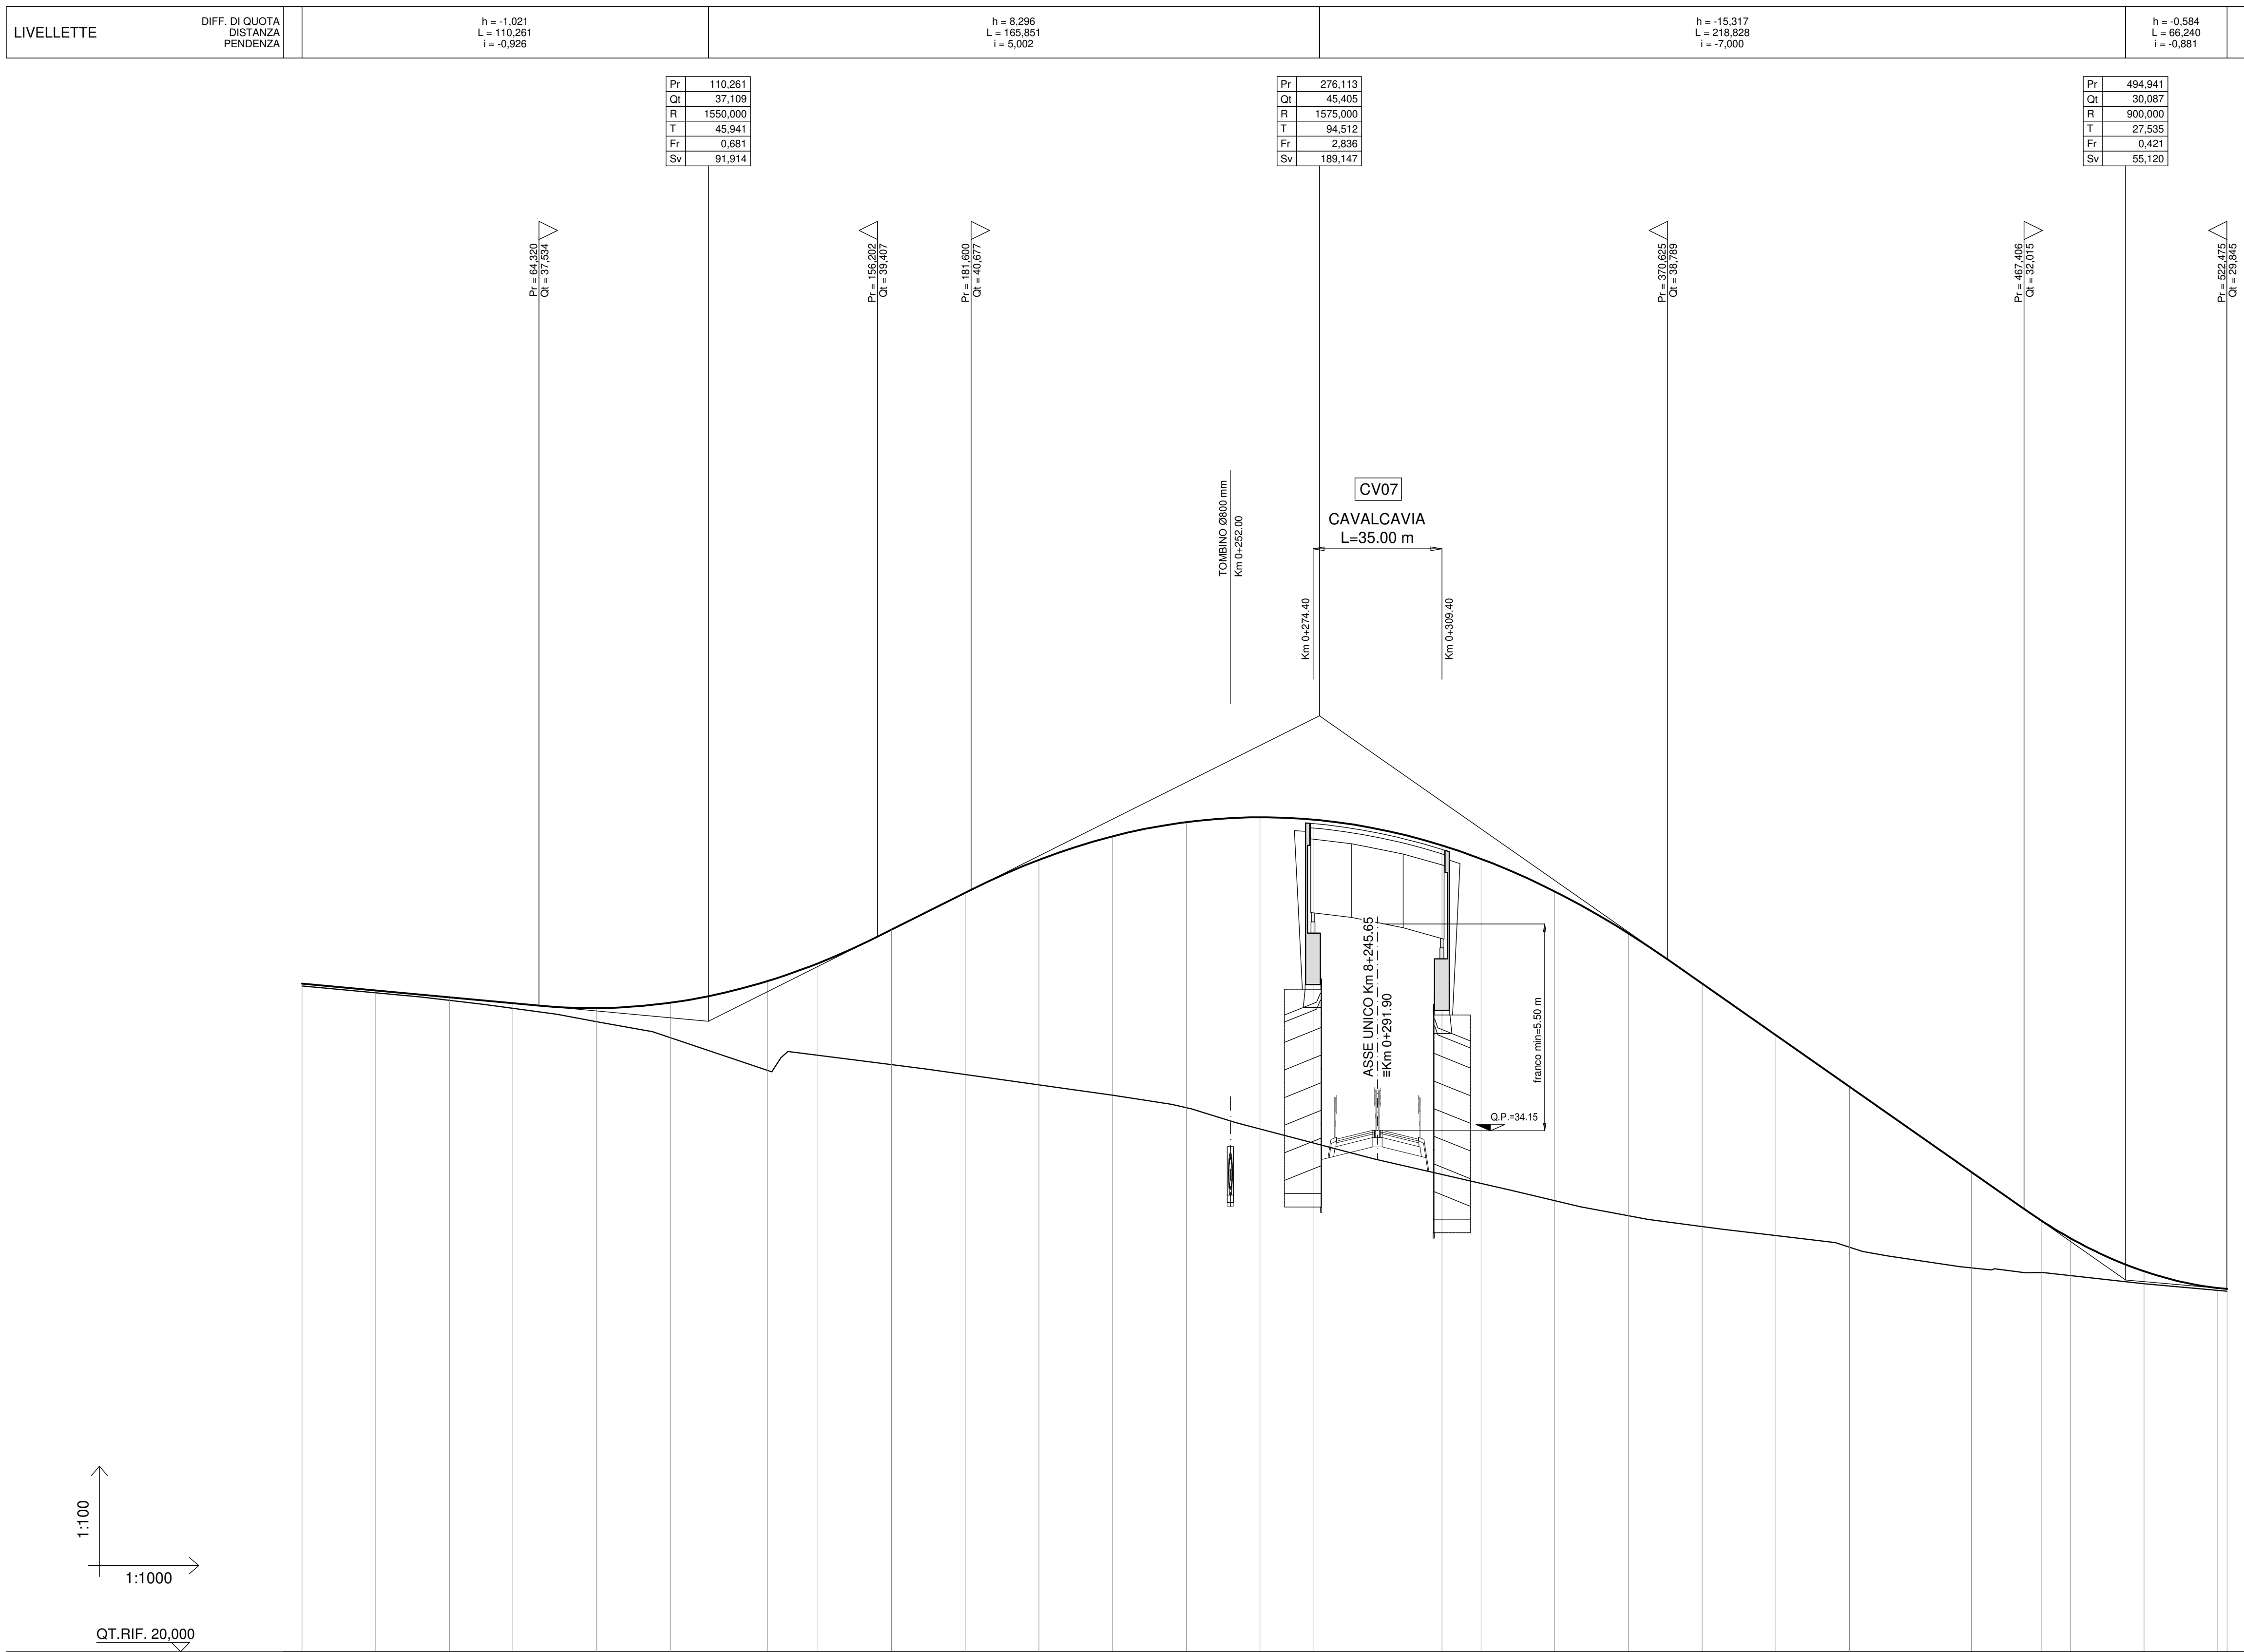 LIVELLETTE
DIFF. DI QUOTA
DISTANZA
PENDENZA
h = -1,021
L = 110,261
i = -0,926
h = 8,296
L = 165,851
i = 5,002
h = -15,317
L = 218,828
i = -7,000
h = -0,584
L = 66,240
i = -0,881
Pr 110,261
Qt 37,109
R 1550,000
T 45,941
Fr 0,681
Sv 91,914
Pr 276,113
Qt 45,405
R 1575,000
T 94,512
Fr 2,836
Sv 189,147
Pr 494,941
Qt 30,087
R 900,000
T 27,535
Fr 0,421
Sv 55,120
Pr = 64,320
Qt = 37,534
Pr = 156,202
Qt = 39,407
Pr = 181,600
Qt = 40,677
Pr = 370,625
Qt = 38,789
Pr = 467,406
Qt = 32,015
Pr = 522,475
Qt = 29,845
TOMBINO Ø800 mm
Km 0+252.00
CV07
CAVALCAVIA
L=35.00 m
Km 0+274.40
Km 0+309.40
ASSE UNICO Km 8+245.65
≡Km 0+291.90
franco min=5.50 m
Q.P.=34.15
1:100
1:1000
QT.RIF. 20,000